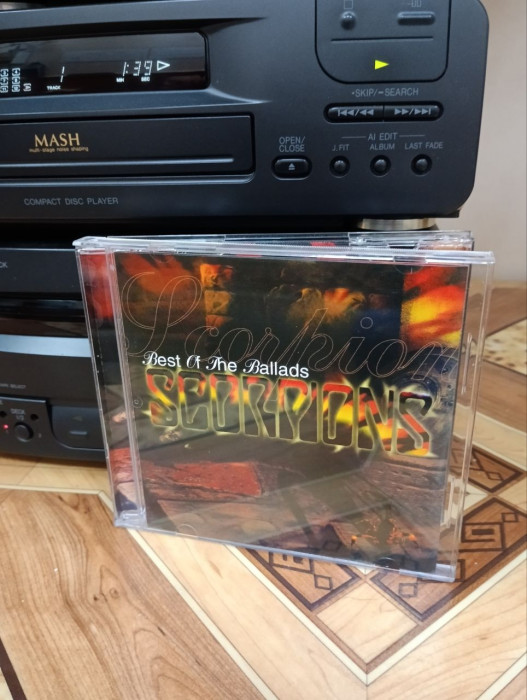 1 1:39
TRACK MIN SEC
•SKIP/ •SEARCH
MASH
multi-stage noise shaping
OPEN/
CLOSE
AI EDIT
J.FIT ALBUM LAST FADE
COMPACT DISC PLAYER
Scorpions
Best Of The Ballads
SCORPIONS
DECK